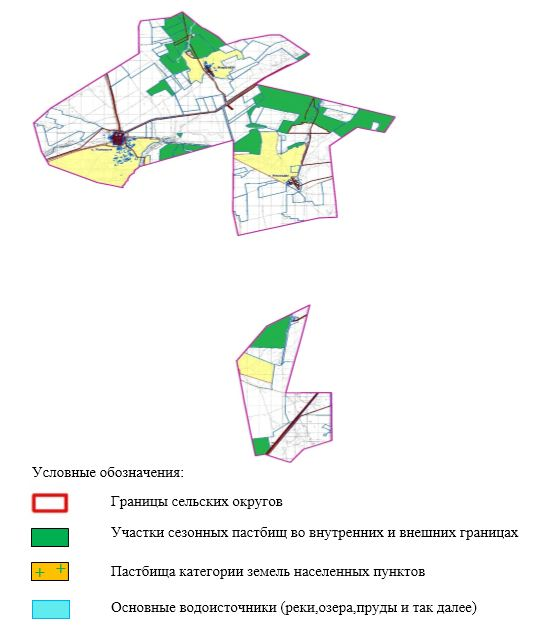 Условные обозначения:
Границы сельских округов
Участки сезонных пастбищ во внутренних и внешних границах
Пастбища категории земель населенных пунктов
Основные водоисточники (реки,озера,пруды и так далее)